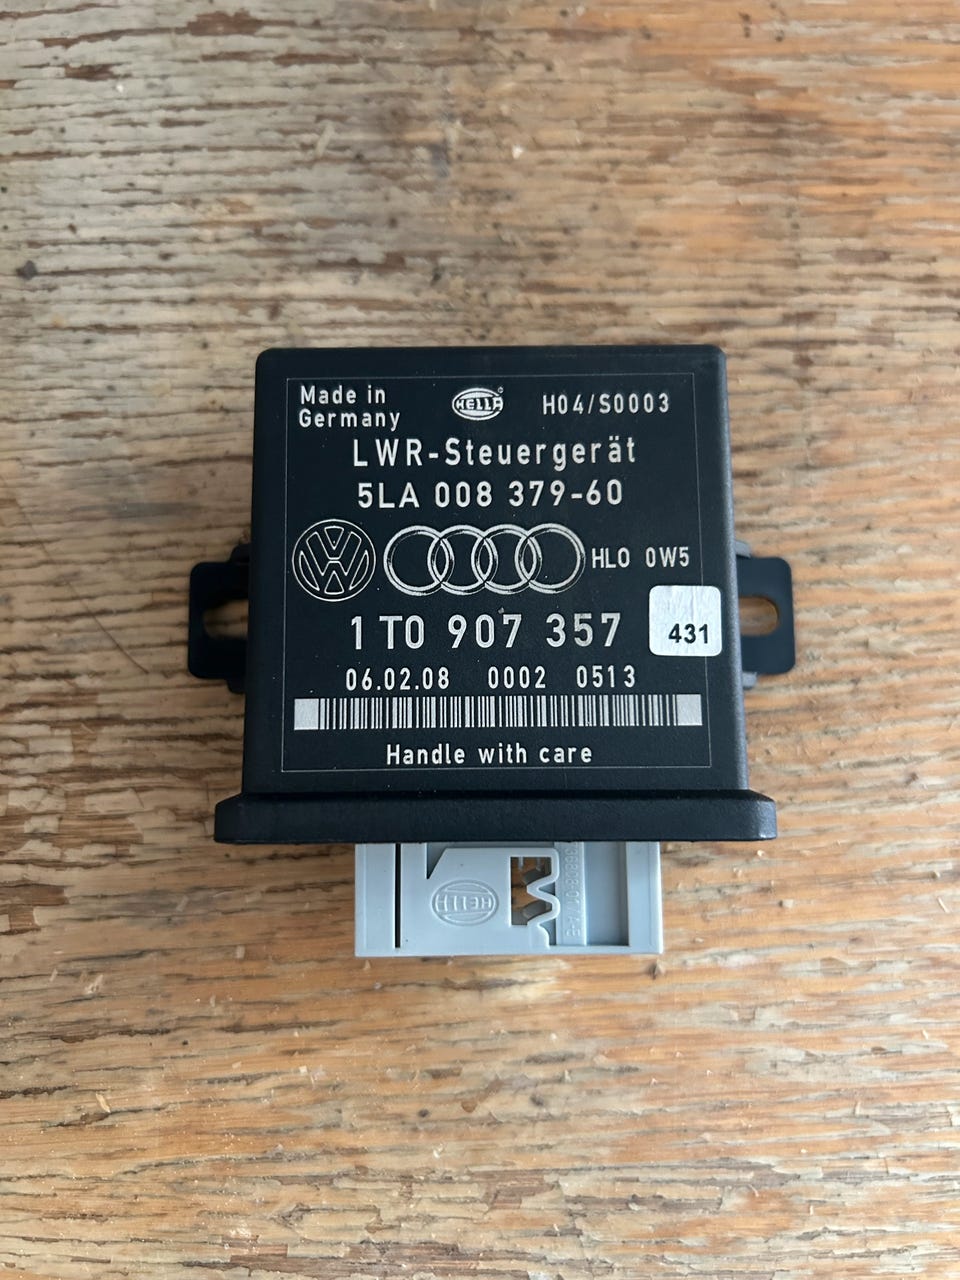 Made in
Germany
HELLA
H04/S0003
LWR-Steuergerät
5LA 008 379-60
HLO 0W5
1T0 907 357
431
06.02.08 0002 0513
Handle with care
HELLA